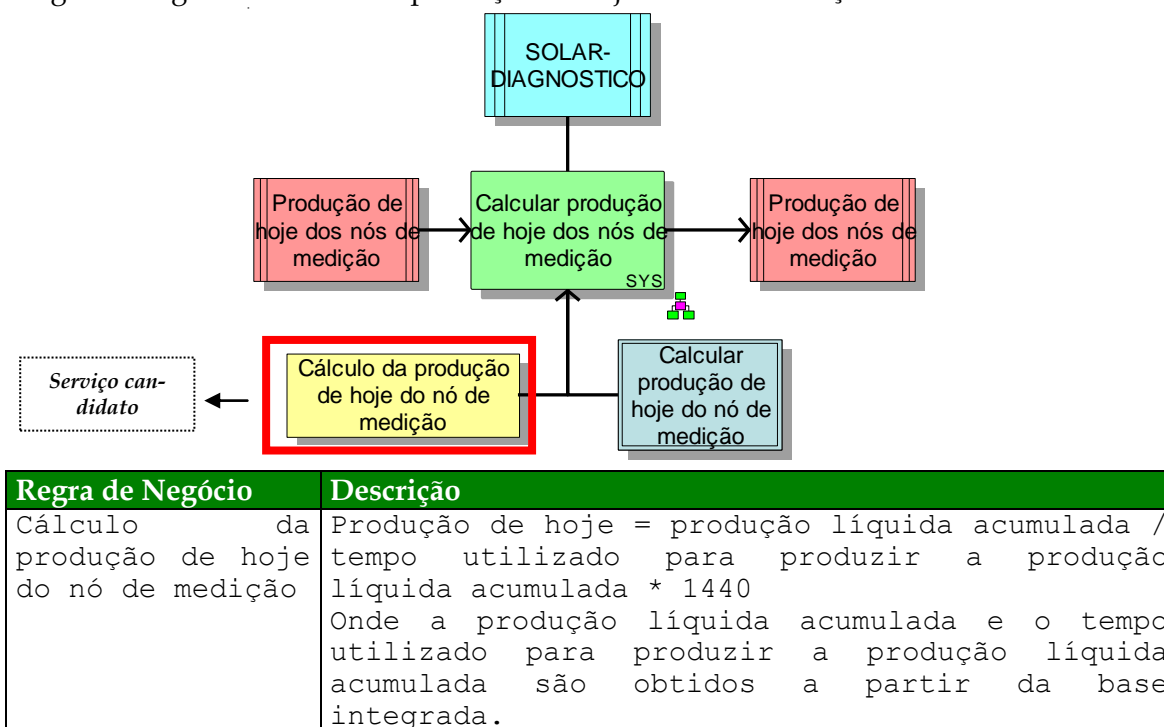 SOLAR-
DIAGNOSTICO
Produção de
hoje dos nós de
medição
Calcular produção
de hoje dos nós de
medição
SYS
Produção de
hoje dos nós de
medição
Serviço can-
didato
Cálculo da produção
de hoje do nó de
medição
Calcular
produção de
hoje do nó de
medição
Regra de Negócio
Descrição
Cálculo da
produção de hoje
do nó de medição
Produção de hoje = produção líquida acumulada /
tempo utilizado para produzir a produção
líquida acumulada * 1440
Onde a produção líquida acumulada e o tempo
utilizado para produzir a produção líquida
acumulada são obtidos a partir da base
integrada.